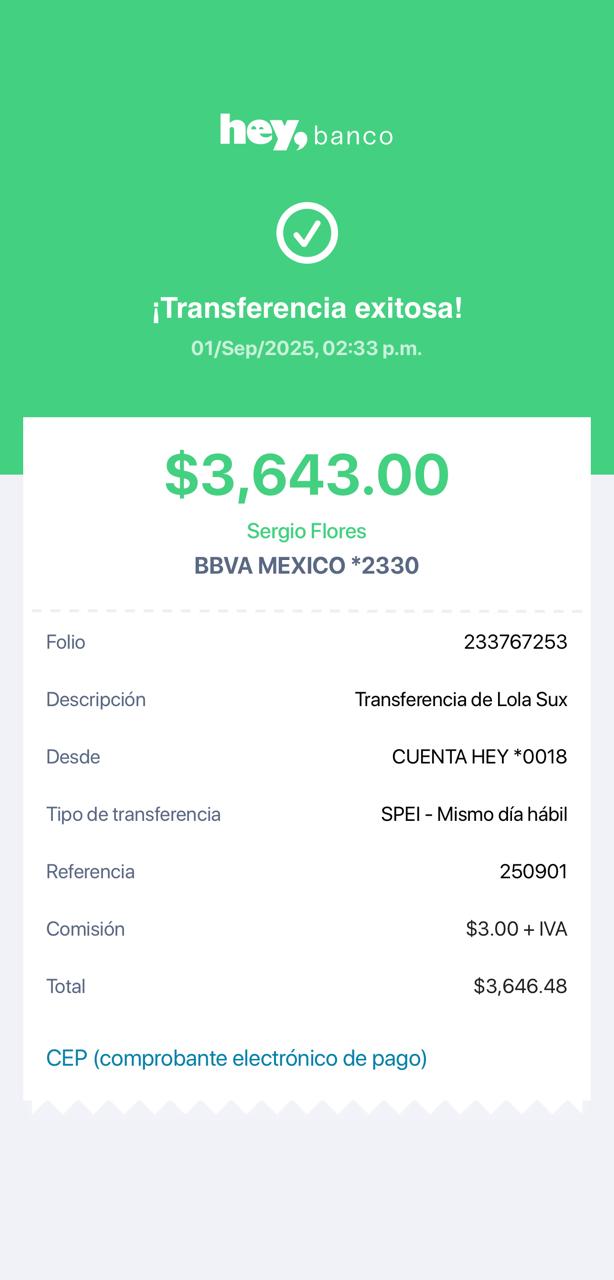 hey, banco
¡Transferencia exitosa!
01/Sep/2025, 02:33 p.m.
$3,643.00
Sergio Flores
BBVA MEXICO *2330
Folio 233767253
Descripción Transferencia de Lola Sux
Desde CUENTA HEY *0018
Tipo de transferencia SPEI - Mismo día hábil
Referencia 250901
Comisión $3.00 + IVA
Total $3,646.48
CEP (comprobante electrónico de pago)